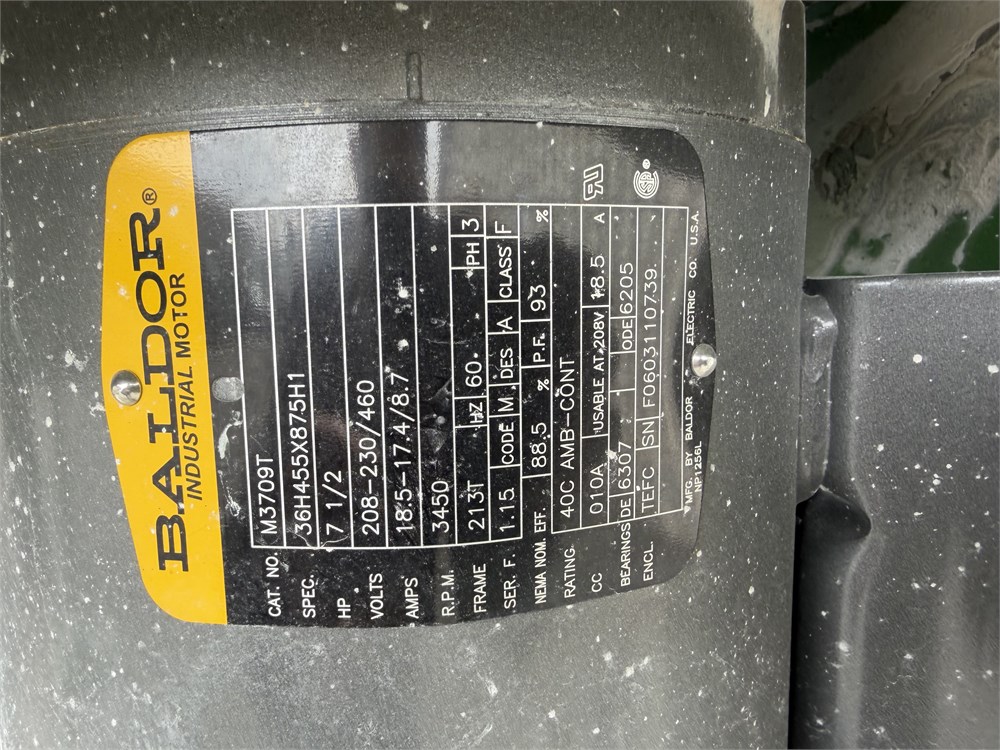 BALDOR®
INDUSTRIAL MOTOR
CAT. NO. M3709T
SPEC. 36H455X875H1
HP 7 1/2
VOLTS 208-230/460
AMPS 18.5-17.4/8.7
R.P.M. 3450
FRAME 213T HZ 60 PH 3
SER. F. 1.15 CODE M DES A CLASS F
NEMA NOM. EFF. 88.5 % P.F. 93 %
RATING. 40C AMB-CONT
CC 010A USABLE AT 208V 18.5 A
BEARINGS DE 6307 ODE 6205
ENCL. TEFC SN F0603110739
MFG. BY BALDOR ELECTRIC CO. U.S.A.
NP1256L